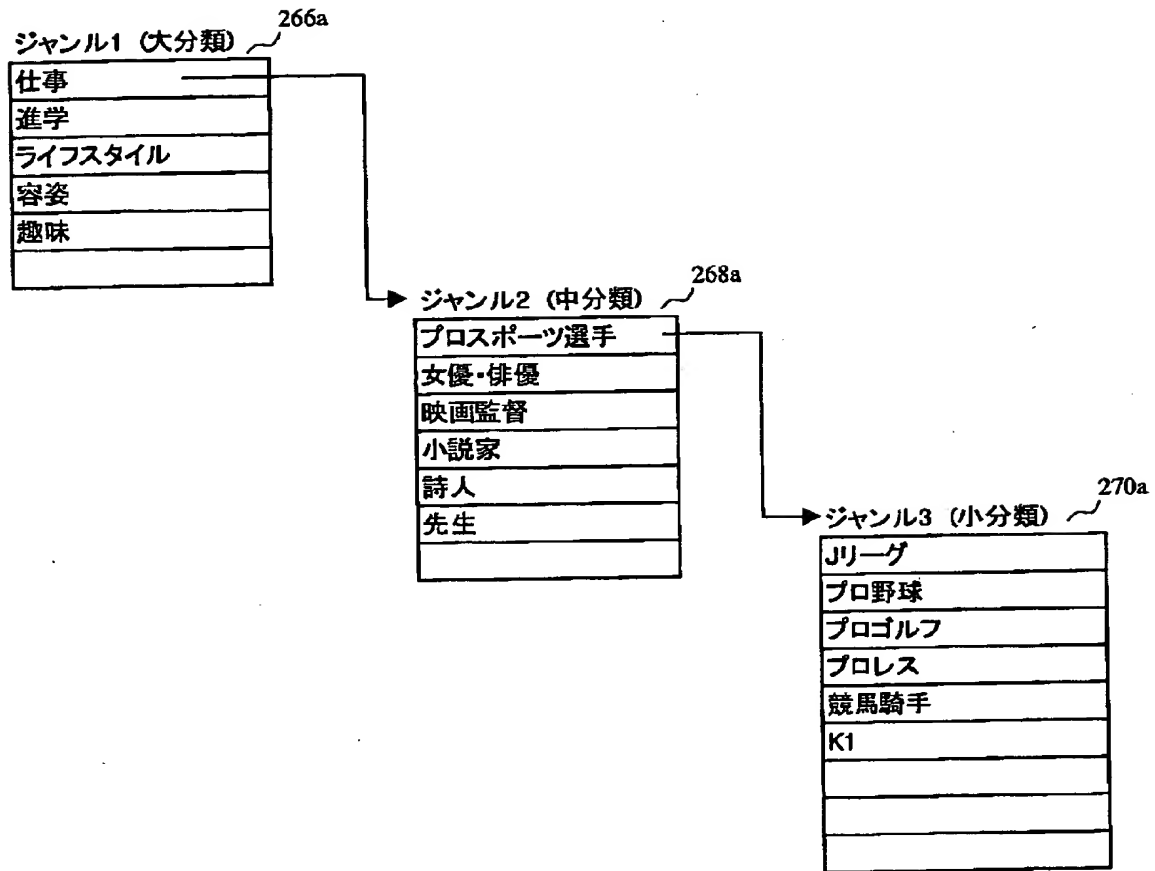 266a
ジャンル1 (大分類)
仕事
進学
ライフスタイル
容姿
趣味
268a
ジャンル2 (中分類)
プロスポーツ選手
女優・俳優
映画監督
小説家
詩人
先生
270a
ジャンル3 (小分類)
Jリーグ
プロ野球
プロゴルフ
プロレス
競馬騎手
K1